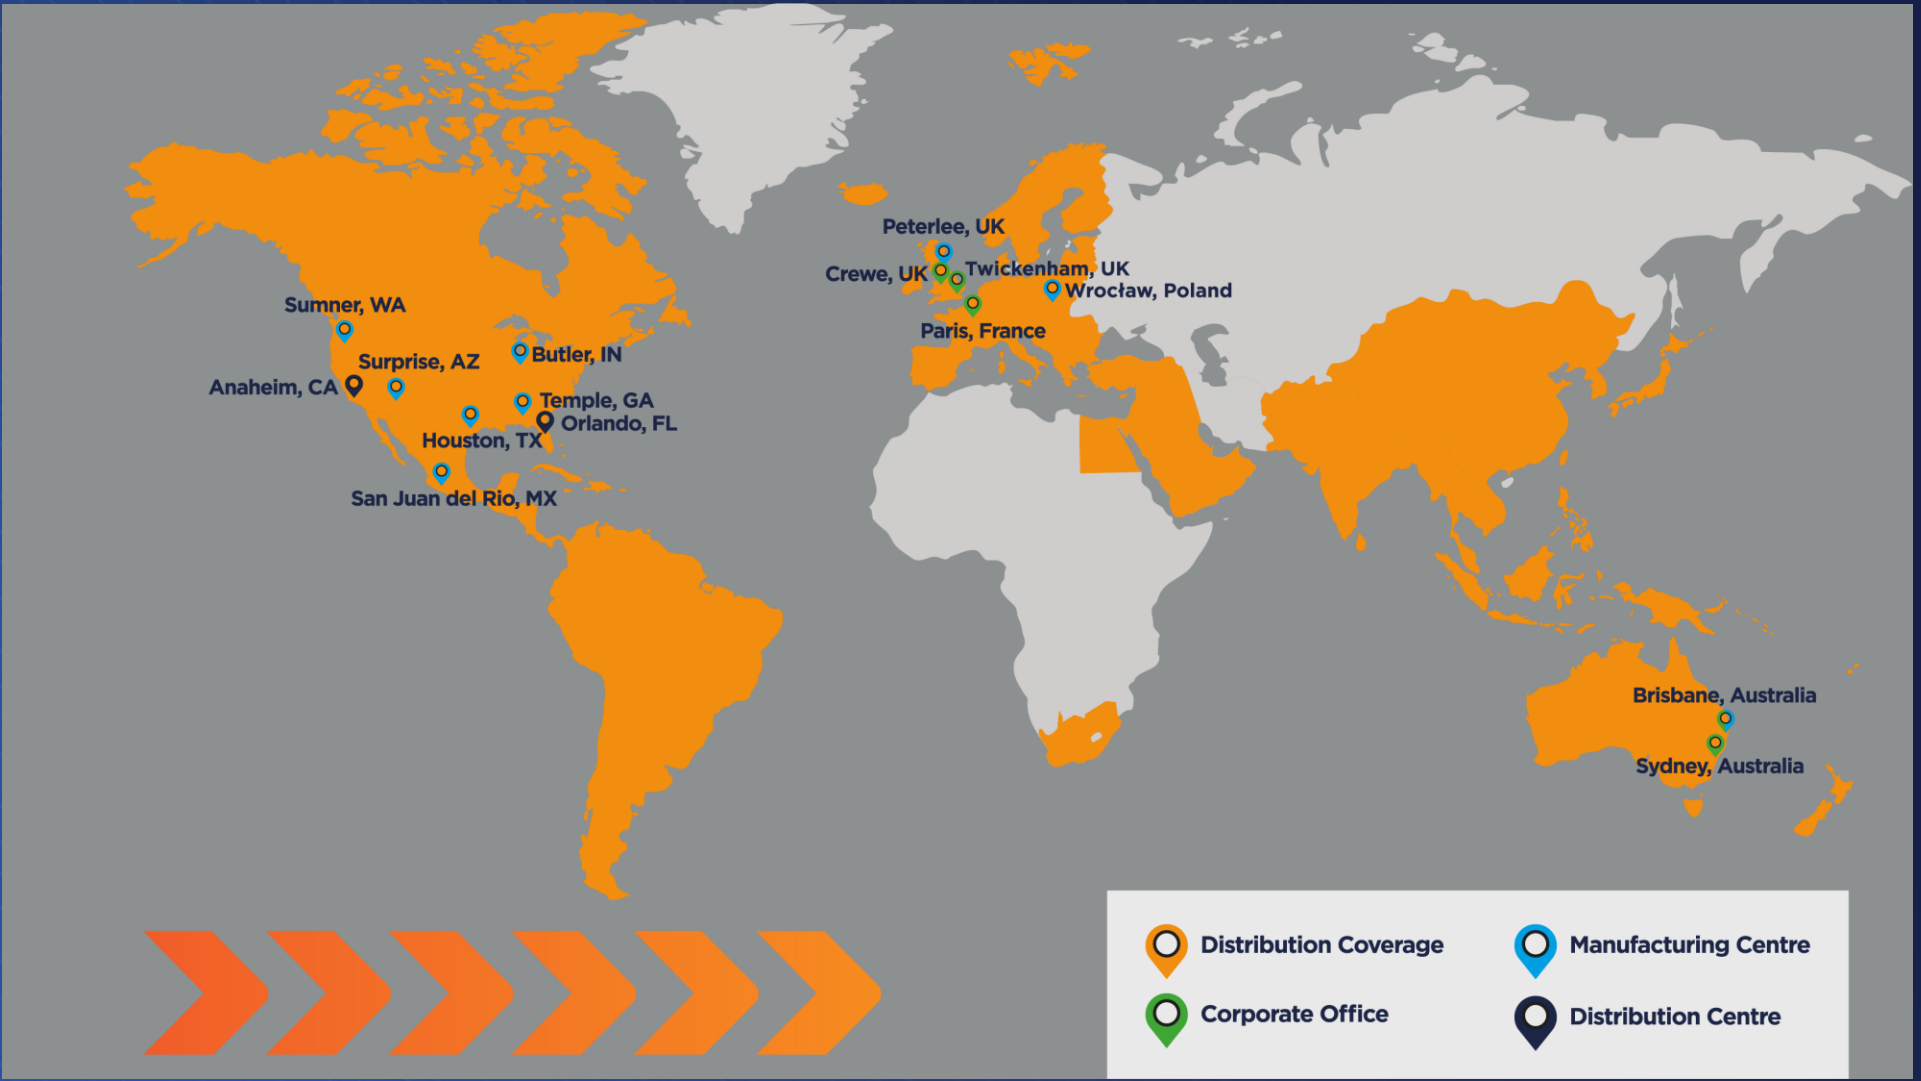 Peterlee, UK
Crewe, UK
Twickenham, UK
Wrocław, Poland
Paris, France
Sumner, WA
Surprise, AZ
Butler, IN
Anaheim, CA
Temple, GA
Orlando, FL
Houston, TX
San Juan del Rio, MX
Brisbane, Australia
Sydney, Australia
Distribution Coverage
Manufacturing Centre
Corporate Office
Distribution Centre